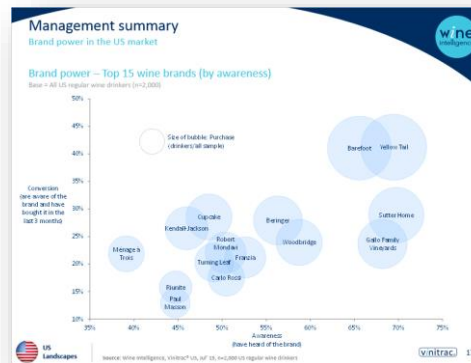 Management summary
Brand power in the US market
wine
intelligence
Brand power – Top 15 wine brands (by awareness)
Base = All US regular wine drinkers (n=2,000)
50%
45%
40%
35%
30%
25%
20%
15%
10%
Conversion
(are aware of the
brand and have
bought it in the
last 3 months)
Size of bubble: Purchase
(drinkers/all sample)
Barefoot
Yellow Tail
Cupcake
Kendall-Jackson
Beringer
Sutter Home
Robert
Mondavi
Woodbridge
Gallo Family
Vineyards
Ménage à
Trois
Turning Leaf
Franzia
Carlo Rossi
Riunite
Paul
Masson
35%
40%
45%
50%
55%
60%
65%
70%
75%
Awareness
(have heard of the brand)
US
Landscapes
Source: Wine Intelligence, Vinitrac® US, n=2,000 US regular wine drinkers
vinitrac